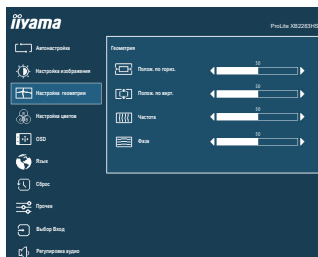 iiyama
ProLite XB2283HS
Автонастройка
Настройка изображения
Настройка геометрии
Настройка цветов
OSD
Язык
Сброс
Прочее
Выбор Вход
Регулировка аудио
Геометрия
Полож. по гориз.
50
Полож. по верт.
50
Частота
50
Фаза
50